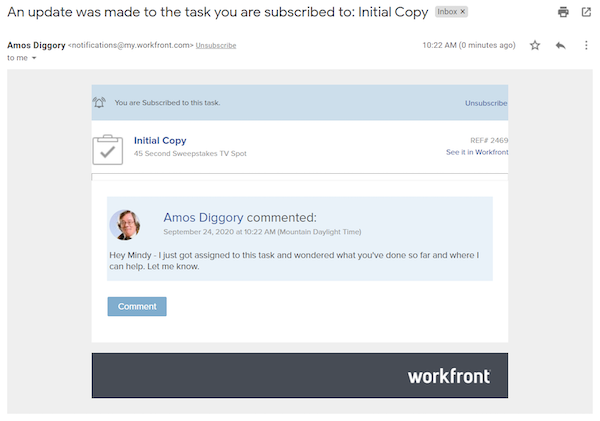 An update was made to the task you are subscribed to: Initial Copy Inbox ×
Amos Diggory <notifications@my.workfront.com> Unsubscribe 10:22 AM (0 minutes ago)
to me
You are Subscribed to this task. Unsubscribe
Initial Copy REF# 2469
45 Second Sweepstakes TV Spot See it in Workfront
Amos Diggory commented:
September 24, 2020 at 10:22 AM (Mountain Daylight Time)
Hey Mindy - I just got assigned to this task and wondered what you've done so far and where I
can help. Let me know.
Comment
workfront